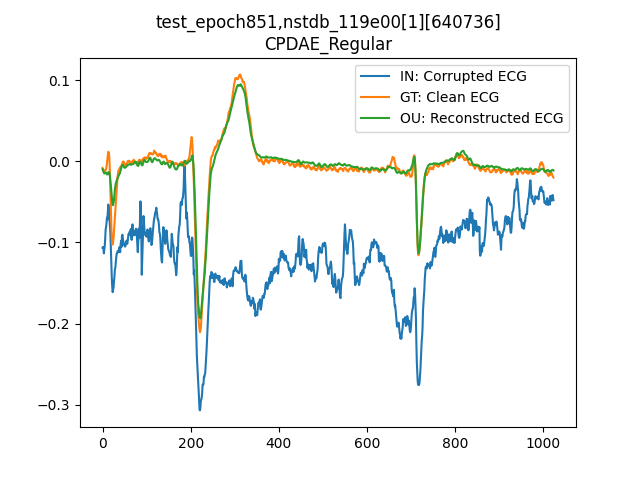 test_epoch851,nstdb_119e00[1][640736]
CPDAE_Regular
IN: Corrupted ECG
GT: Clean ECG
OU: Reconstructed ECG
0.1
0.0
−0.1
−0.2
−0.3
0 200 400 600 800 1000